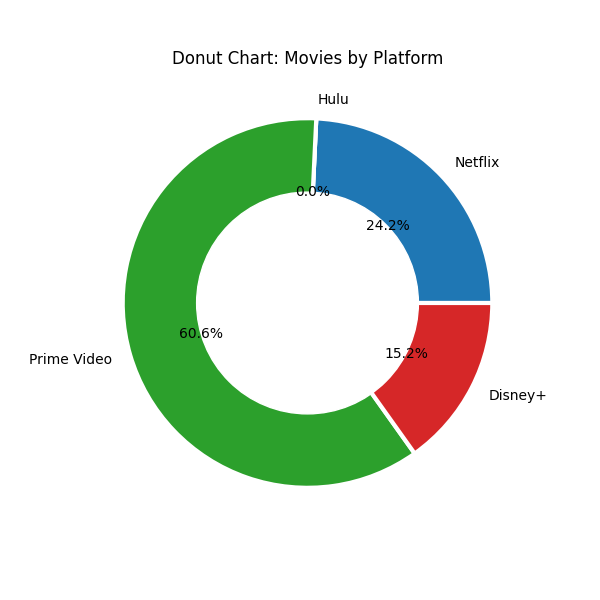 Donut Chart: Movies by Platform
Hulu
Netflix
0.0%
24.2%
60.6%
15.2%
Prime Video
Disney+